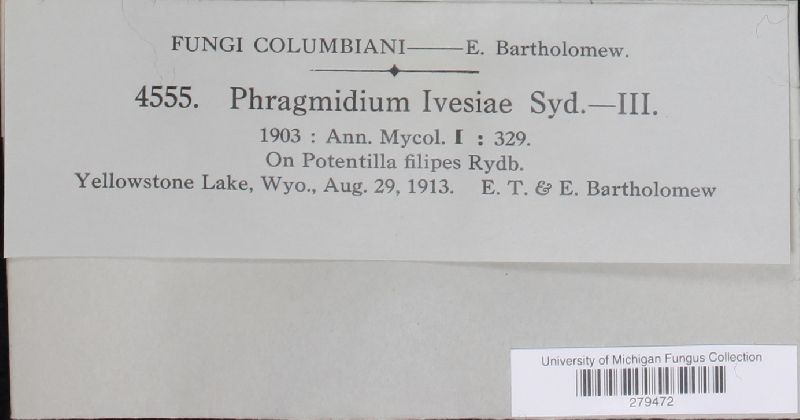 FUNGI COLUMBIANI——E. Bartholomew.
4555. Phragmidium Ivesiae Syd.—III.
1903 : Ann. Mycol. I : 329.
On Potentilla filipes Rydb.
Yellowstone Lake, Wyo., Aug. 29, 1913. E. T. & E. Bartholomew
University of Michigan Fungus Collection
279472